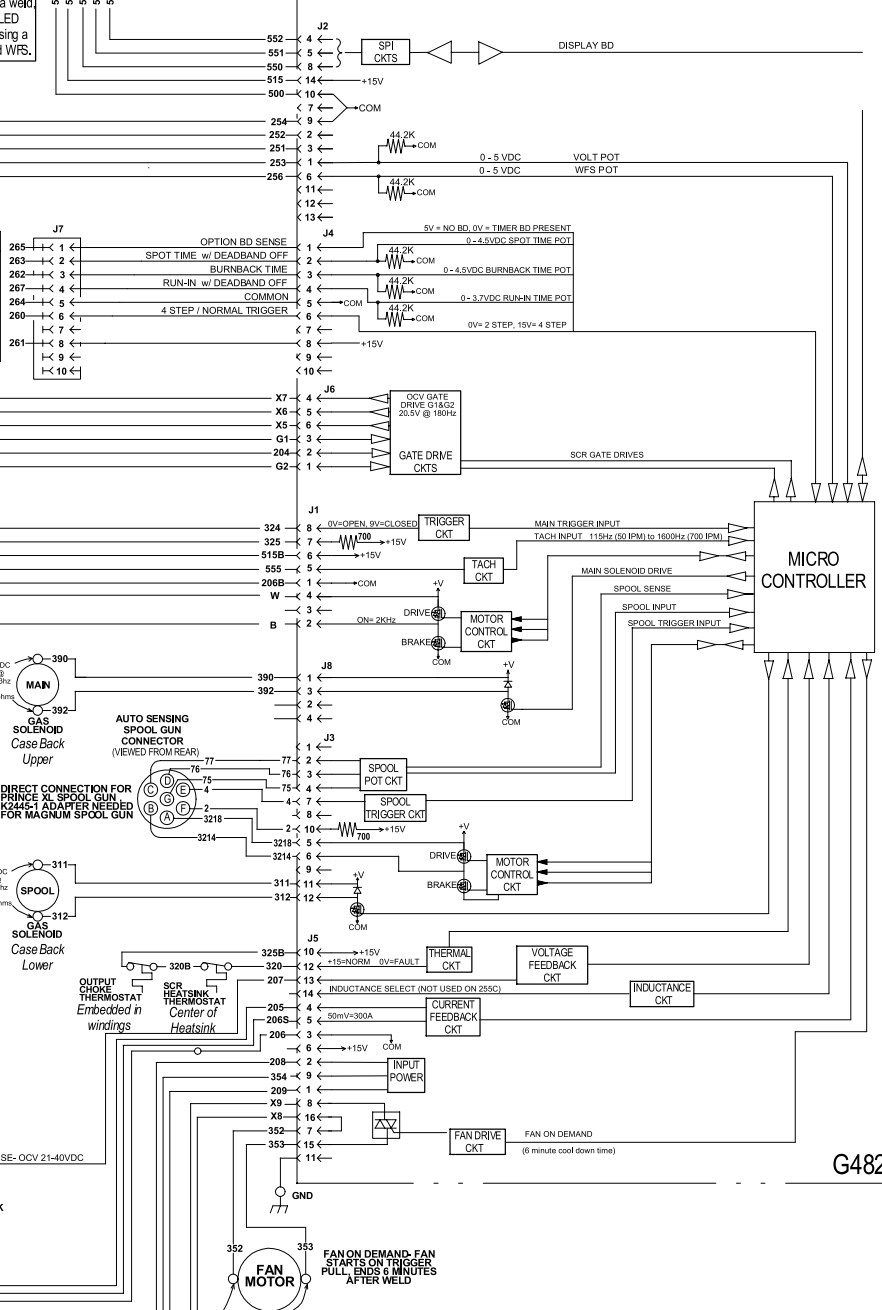 a weld,
LED
sing a
d WFS.
J2
552 4
551 5
550 8
515 14 +15V
500 10
7 COM
254 9
252 2
251 3
253 1
256 6
11
12
13
SPI
CKTS
DISPLAY BD
44.2K
COM
0 - 5 VDC VOLT POT
0 - 5 VDC WFS POT
44.2K
COM
J7
265 1
263 2
262 3
267 4
264 5
260 6
7
261 8
9
10
OPTION BD SENSE
SPOT TIME w/ DEADBAND OFF
BURNBACK TIME
RUN-IN w/ DEADBAND OFF
COMMON
4 STEP / NORMAL TRIGGER
J4
1
2
3
4
5 COM
6
7
8 +15V
9
10
5V = NO BD, 0V = TIMER BD PRESENT
0 - 4.5VDC SPOT TIME POT
44.2K
COM
0 - 4.5VDC BURNBACK TIME POT
44.2K
COM
0 - 3.7VDC RUN-IN TIME POT
44.2K
COM
0V= 2 STEP, 15V= 4 STEP
J6
X7 4
X6 5
X5 6
G1 3
204 2
G2 1
OCV GATE
DRIVE G1&G2
20.5V @ 180Hz
GATE DRIVE
CKTS
SCR GATE DRIVES
J1
324 8 0V=OPEN, 9V=CLOSED
325 7 700 +15V
515B 6 +15V
555 5
206B 1 COM
W 4
3
B 2 ON= 2KHz
TRIGGER
CKT
MAIN TRIGGER INPUT
TACH INPUT 115Hz (50 IPM) to 1600Hz (700 IPM)
TACH
CKT
MAIN SOLENOID DRIVE
SPOOL SENSE
SPOOL INPUT
SPOOL TRIGGER INPUT
MICRO
CONTROLLER
+V
DRIVE
BRAKE
COM
MOTOR
CONTROL
CKT
390
MAIN
392
GAS
SOLENOID
Case Back
Upper
DC
@
hms
J8
390 1
392 3
2
4
+V
COM
AUTO SENSING
SPOOL GUN
CONNECTOR
(VIEWED FROM REAR)
DIRECT CONNECTION FOR
PRINCE XL SPOOL GUN
K2445-1 ADAPTER NEEDED
FOR MAGNUM SPOOL GUN
C D E
G
B A F
77
76
75
4
2
3218
3214
J3
1
77 2
76 3
75 4
4 7
8
2 10 700 +15V
3218 5
3214 6
9
311 11
312 12
SPOOL
POT CKT
SPOOL
TRIGGER CKT
+V
DRIVE
BRAKE
COM
MOTOR
CONTROL
CKT
+V
COM
311
SPOOL
312
GAS
SOLENOID
Case Back
Lower
DC
hz
hms
320B
OUTPUT
CHOKE
THERMOSTAT
Embedded in
windings
SCR
HEATSINK
THERMOSTAT
Center of
Heatsink
J5
325B 10 +15V
320 12 +15=NORM 0V=FAULT
207 13
14 INDUCTANCE SELECT (NOT USED ON 255C)
205 4
206S 5 50mV=300A
206 3 COM
6 +15V
208 2
354 9
209 1
X9 8
X8 16
352 7
353 15
11
THERMAL
CKT
VOLTAGE
FEEDBACK
CKT
INDUCTANCE
CKT
CURRENT
FEEDBACK
CKT
INPUT
POWER
FAN DRIVE
CKT
FAN ON DEMAND
(6 minute cool down time)
SE- OCV 21-40VDC
G482
GND
K
352
353
FAN
MOTOR
FAN ON DEMAND- FAN
STARTS ON TRIGGER
PULL, ENDS 6 MINUTES
AFTER WELD